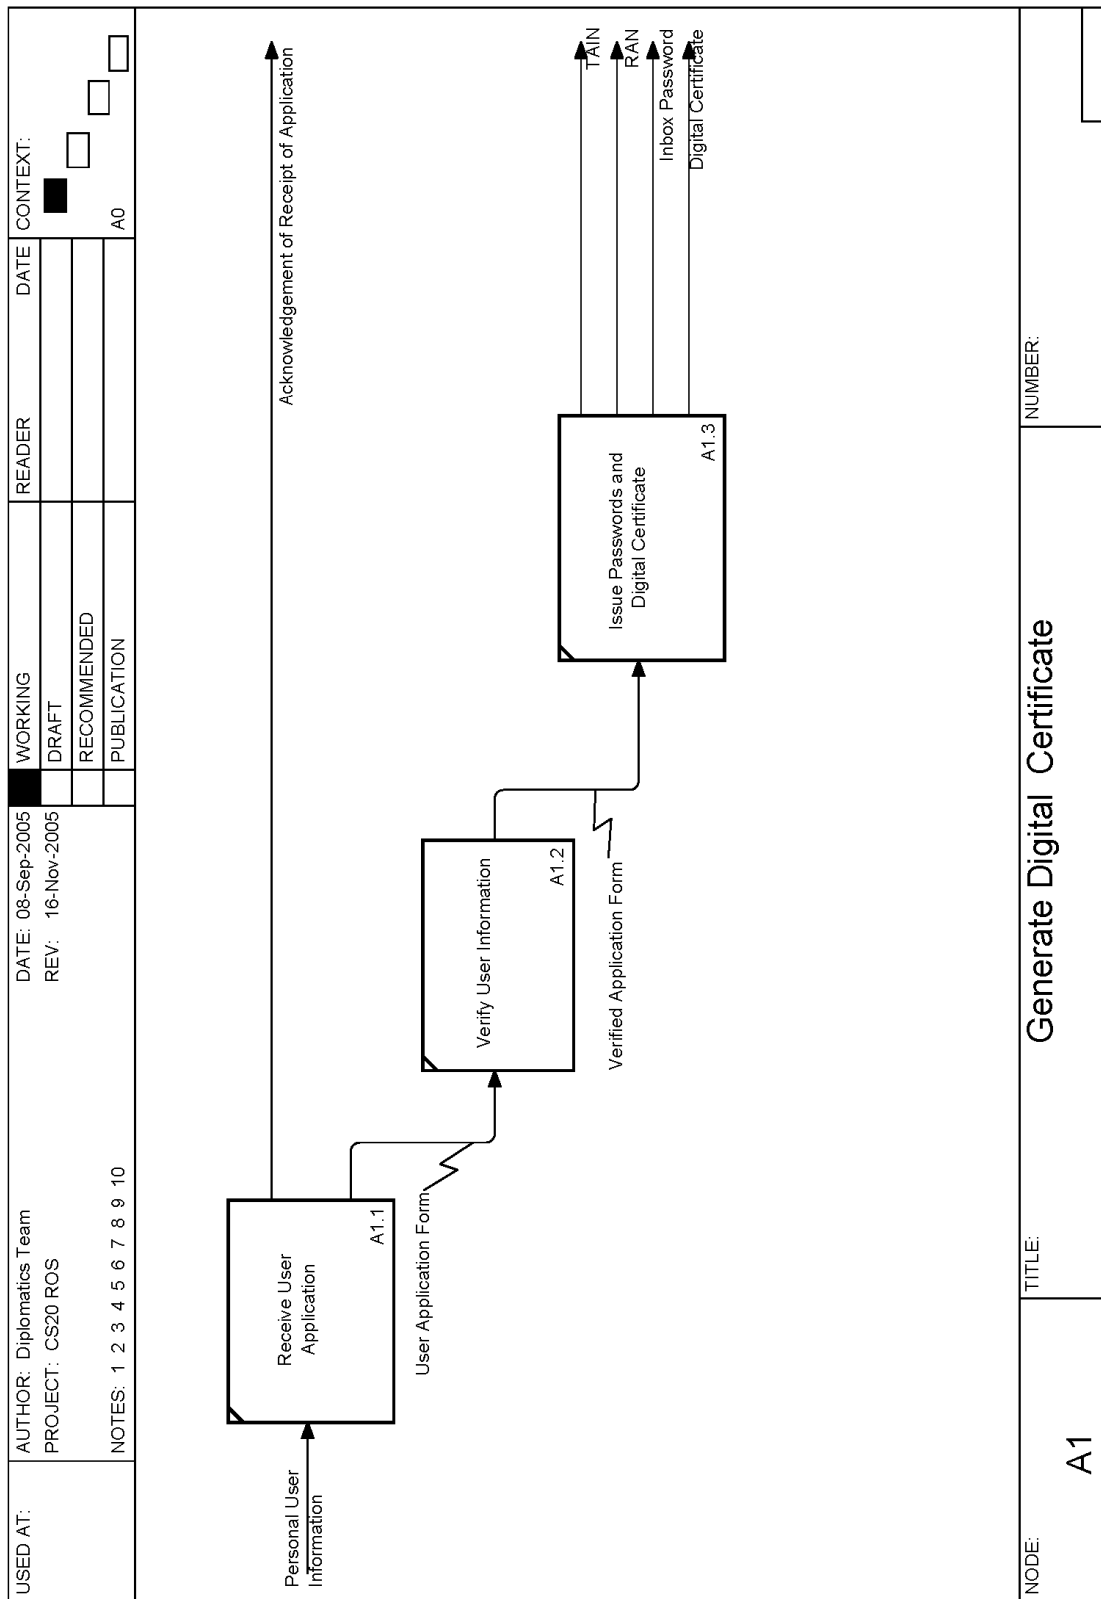 USED AT:
AUTHOR: Diplomatics Team
PROJECT: CS20 ROS
NOTES: 1 2 3 4 5 6 7 8 9 10
DATE: 08-Sep-2005
REV: 16-Nov-2005
WORKING
DRAFT
RECOMMENDED
PUBLICATION
READER
DATE
CONTEXT:
A0
Personal User
Information
Receive User
Application
A1.1
Acknowledgement of Receipt of Application
User Application Form
Verify User Information
A1.2
Verified Application Form
Issue Passwords and
Digital Certificate
A1.3
TAIN
RAN
Inbox Password
Digital Certificate
NODE:
A1
TITLE:
Generate Digital Certificate
NUMBER: